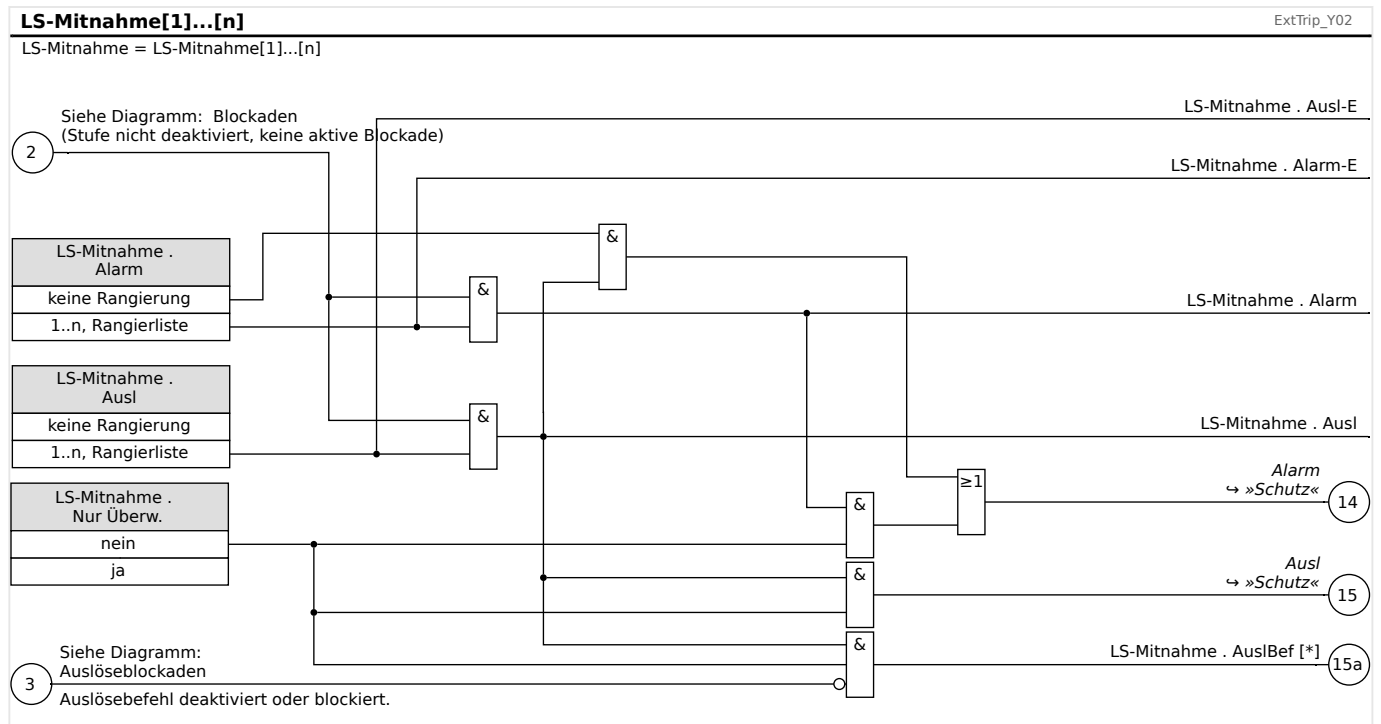 LS-Mitnahme[1]...[n]
ExtTrip_Y02
LS-Mitnahme = LS-Mitnahme[1]...[n]
Siehe Diagramm: Blockaden
(Stufe nicht deaktiviert, keine aktive Blockade)
2
LS-Mitnahme . Ausl-E
LS-Mitnahme . Alarm-E
LS-Mitnahme .
Alarm
keine Rangierung
1..n, Rangierliste
&
&
LS-Mitnahme . Alarm
LS-Mitnahme .
Ausl
keine Rangierung
1..n, Rangierliste
&
LS-Mitnahme . Ausl
LS-Mitnahme .
Nur Überw.
nein
ja
&
≥1
Alarm
↪ »Schutz«
14
&
Ausl
↪ »Schutz«
15
&
LS-Mitnahme . AuslBef [*]
15a
Siehe Diagramm:
Auslöseblockaden
3
Auslösebefehl deaktiviert oder blockiert.